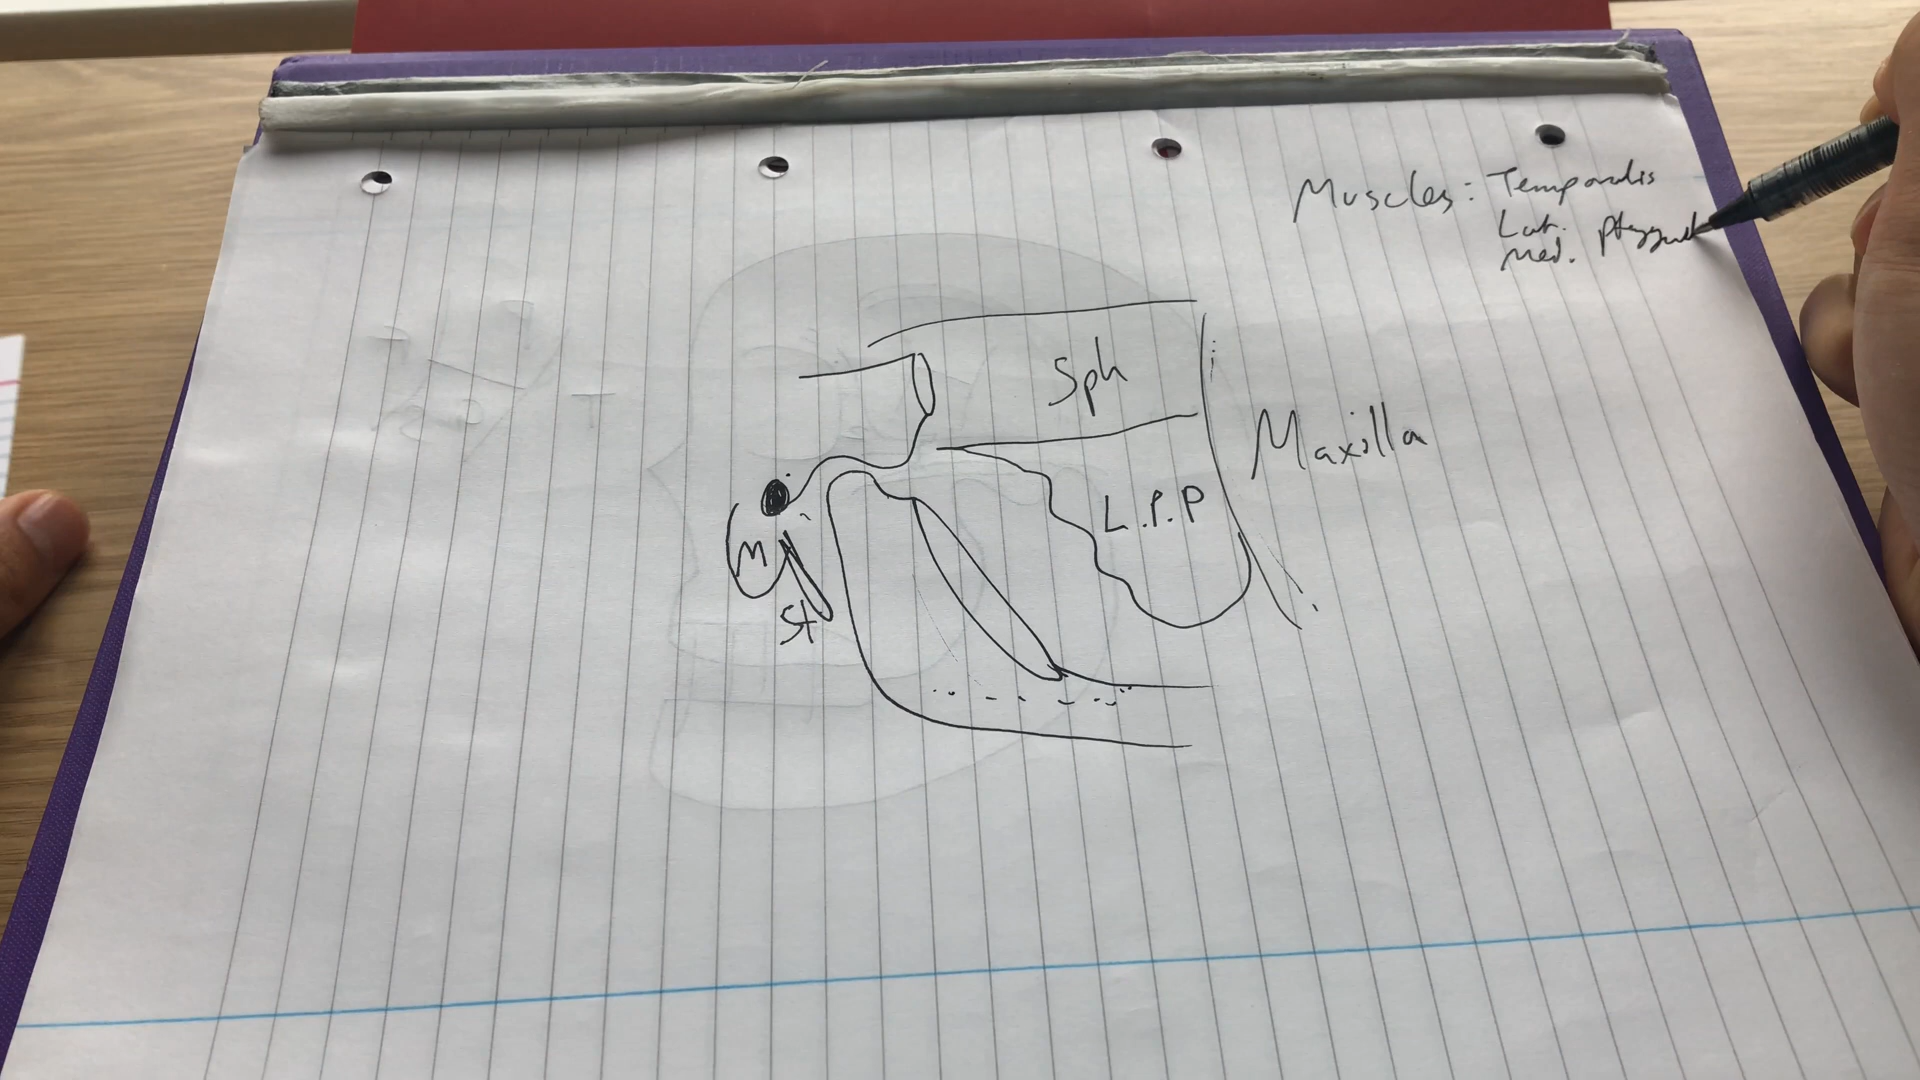 Muscles: Temporalis
Lat.
Med. Pterygoid
Sph
Maxilla
L.P.P
M
St